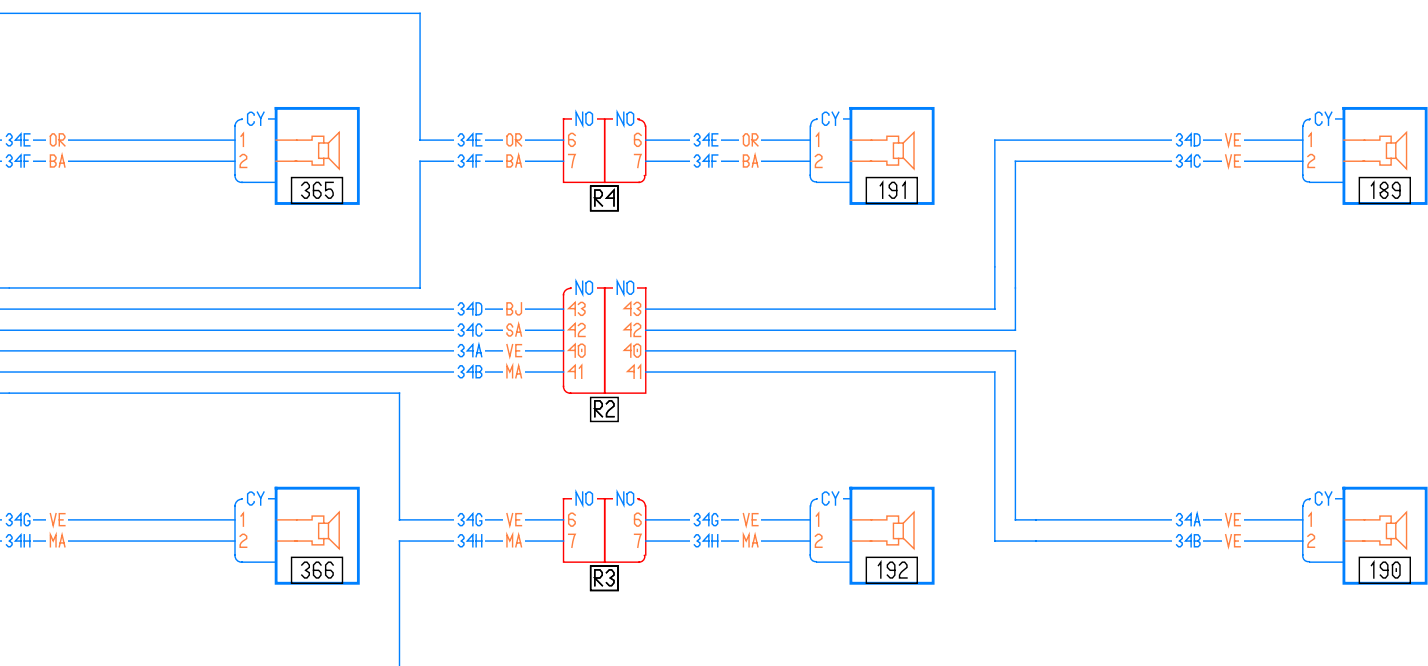 CY NO NO CY CY
34E OR 1 34E OR 6 6 34E OR 1 34D VE 1
34F BA 2 34F BA 7 7 34F BA 2 34C VE 2
365 R4 191 189
NO NO
34D BJ 43 43
34C SA 42 42
34A VE 40 40
34B MA 41 41
R2
CY NO NO CY CY
34G VE 1 34G VE 6 6 34G VE 1 34A VE 1
34H MA 2 34H MA 7 7 34H MA 2 34B VE 2
366 R3 192 190